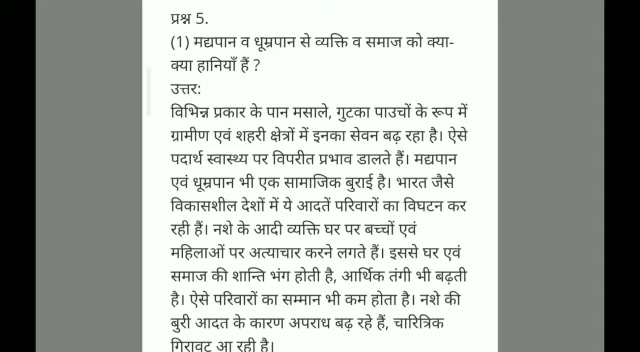 प्रश्न 5.
(1) मद्यपान व धूम्रपान से व्यक्ति व समाज को क्या-
क्या हानियाँ हैं ?
उत्तर:
विभिन्न प्रकार के पान मसाले, गुटका पाउचों के रूप में
ग्रामीण एवं शहरी क्षेत्रों में इनका सेवन बढ़ रहा है। ऐसे
पदार्थ स्वास्थ्य पर विपरीत प्रभाव डालते हैं। मद्यपान
एवं धूम्रपान भी एक सामाजिक बुराई है। भारत जैसे
विकासशील देशों में ये आदतें परिवारों का विघटन कर
रही हैं। नशे के आदी व्यक्ति घर पर बच्चों एवं
महिलाओं पर अत्याचार करने लगते हैं। इससे घर एवं
समाज की शान्ति भंग होती है, आर्थिक तंगी भी बढ़ती
है। ऐसे परिवारों का सम्मान भी कम होता है। नशे की
बुरी आदत के कारण अपराध बढ़ रहे हैं, चारित्रिक
गिरावट आ रही है।